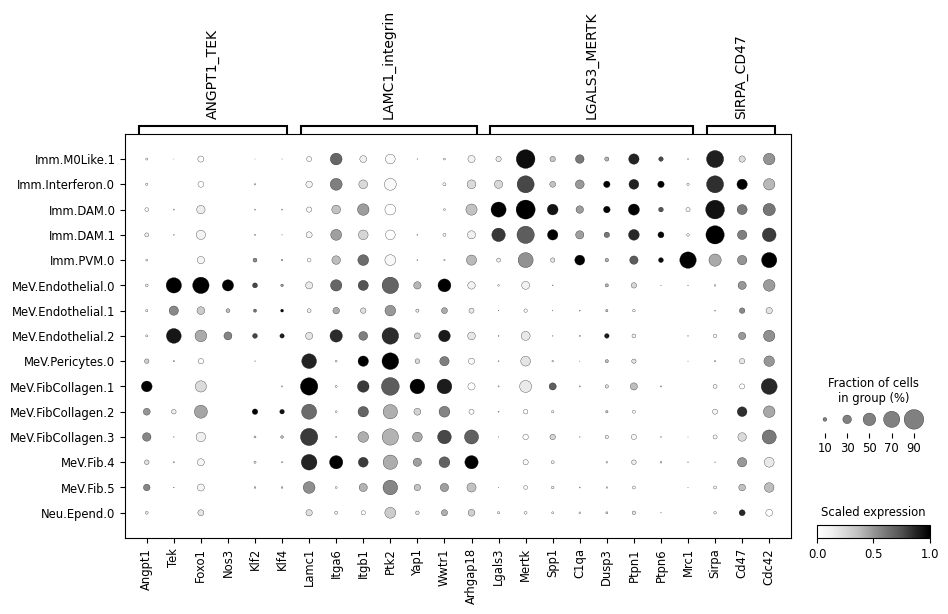 ANGPT1_TEK
LAMC1_integrin
LGALS3_MERTK
SIRPA_CD47
Imm.M0Like.1
Imm.Interferon.0
Imm.DAM.0
Imm.DAM.1
Imm.PVM.0
MeV.Endothelial.0
MeV.Endothelial.1
MeV.Endothelial.2
MeV.Pericytes.0
MeV.FibCollagen.1
MeV.FibCollagen.2
MeV.FibCollagen.3
MeV.Fib.4
MeV.Fib.5
Neu.Epend.0
Angpt1
Tek
Foxo1
Nos3
Klf2
Klf4
Lamc1
Itga6
Itgb1
Ptk2
Yap1
Wwtr1
Arhgap18
Lgals3
Mertk
Spp1
C1qa
Dusp3
Ptpn1
Ptpn6
Mrc1
Sirpa
Cd47
Cdc42
Fraction of cells
in group (%)
10 30 50 70 90
Scaled expression
0.0 0.5 1.0